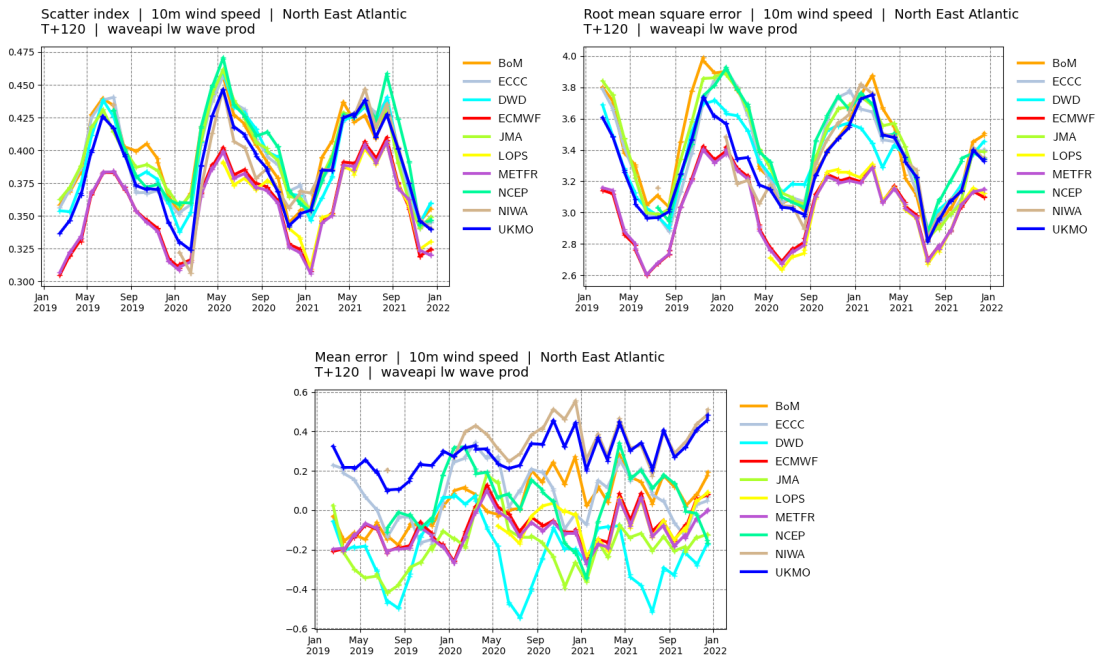 Scatter index | 10m wind speed | North East Atlantic
T+120 | waveapi lw wave prod
0.475
0.450
0.425
0.400
0.375
0.350
0.325
0.300
Jan 2019
May 2019
Sep 2019
Jan 2020
May 2020
Sep 2020
Jan 2021
May 2021
Sep 2021
Jan 2022
BoM
ECCC
DWD
ECMWF
JMA
LOPS
METFR
NCEP
NIWA
UKMO
Root mean square error | 10m wind speed | North East Atlantic
T+120 | waveapi lw wave prod
4.0
3.8
3.6
3.4
3.2
3.0
2.8
2.6
Jan 2019
May 2019
Sep 2019
Jan 2020
May 2020
Sep 2020
Jan 2021
May 2021
Sep 2021
Jan 2022
BoM
ECCC
DWD
ECMWF
JMA
LOPS
METFR
NCEP
NIWA
UKMO
Mean error | 10m wind speed | North East Atlantic
T+120 | waveapi lw wave prod
0.6
0.4
0.2
0.0
−0.2
−0.4
−0.6
Jan 2019
May 2019
Sep 2019
Jan 2020
May 2020
Sep 2020
Jan 2021
May 2021
Sep 2021
Jan 2022
BoM
ECCC
DWD
ECMWF
JMA
LOPS
METFR
NCEP
NIWA
UKMO